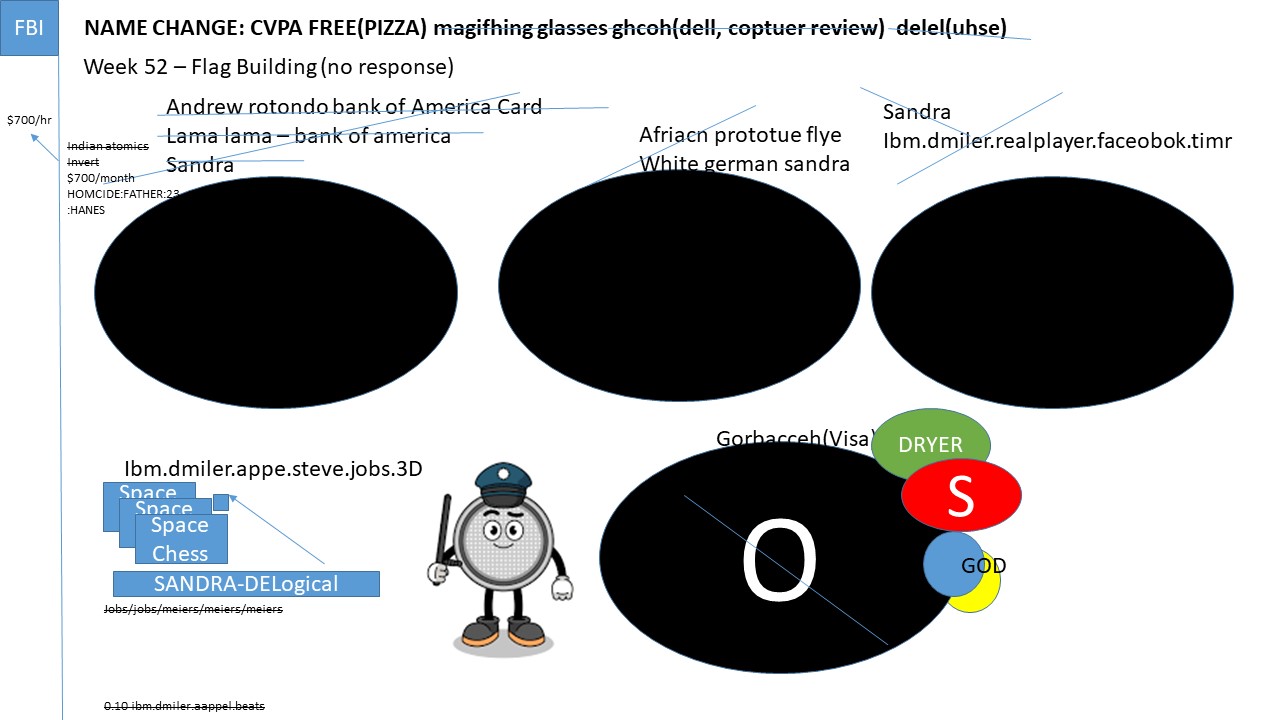 FBI
NAME CHANGE: CVPA FREE(PIZZA) magifhing glasses ghcoh(dell, coptuer review) delel(uhse)
Week 52 – Flag Building (no response)
Andrew rotondo bank of America Card
Lama lama – bank of america
Sandra
Afriacn prototue flye
White german sandra
Sandra
Ibm.dmiler.realplayer.faceobok.timr
$700/hr
Indian atomics
Invert
$700/month
HOMCIDE:FATHER:23
:HANES
Gorbacceh(Visa)
DRYER
S
O
GOD
Ibm.dmiler.appe.steve.jobs.3D
Space
Space
Space
Chess
SANDRA-DELogical
Jobs/jobs/meiers/meiers/meiers
0.10 ibm.dmiler.aappel.beats